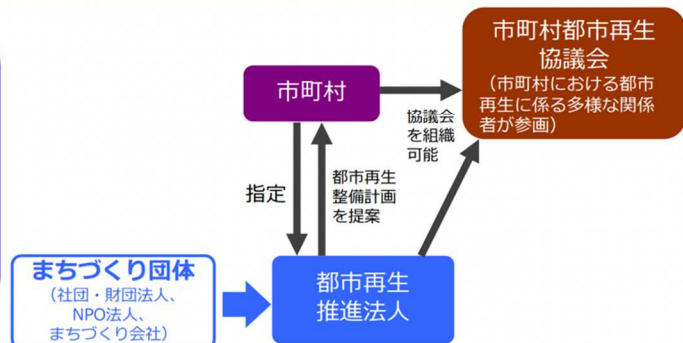 市町村都市再生
協議会
（市町村における都市
再生に係る多様な関係
者が参画）
市町村
協議会
を組織
可能
指定
都市再生
整備計画
を提案
まちづくり団体
（社団・財団法人、
NPO法人、
まちづくり会社）
都市再生
推進法人